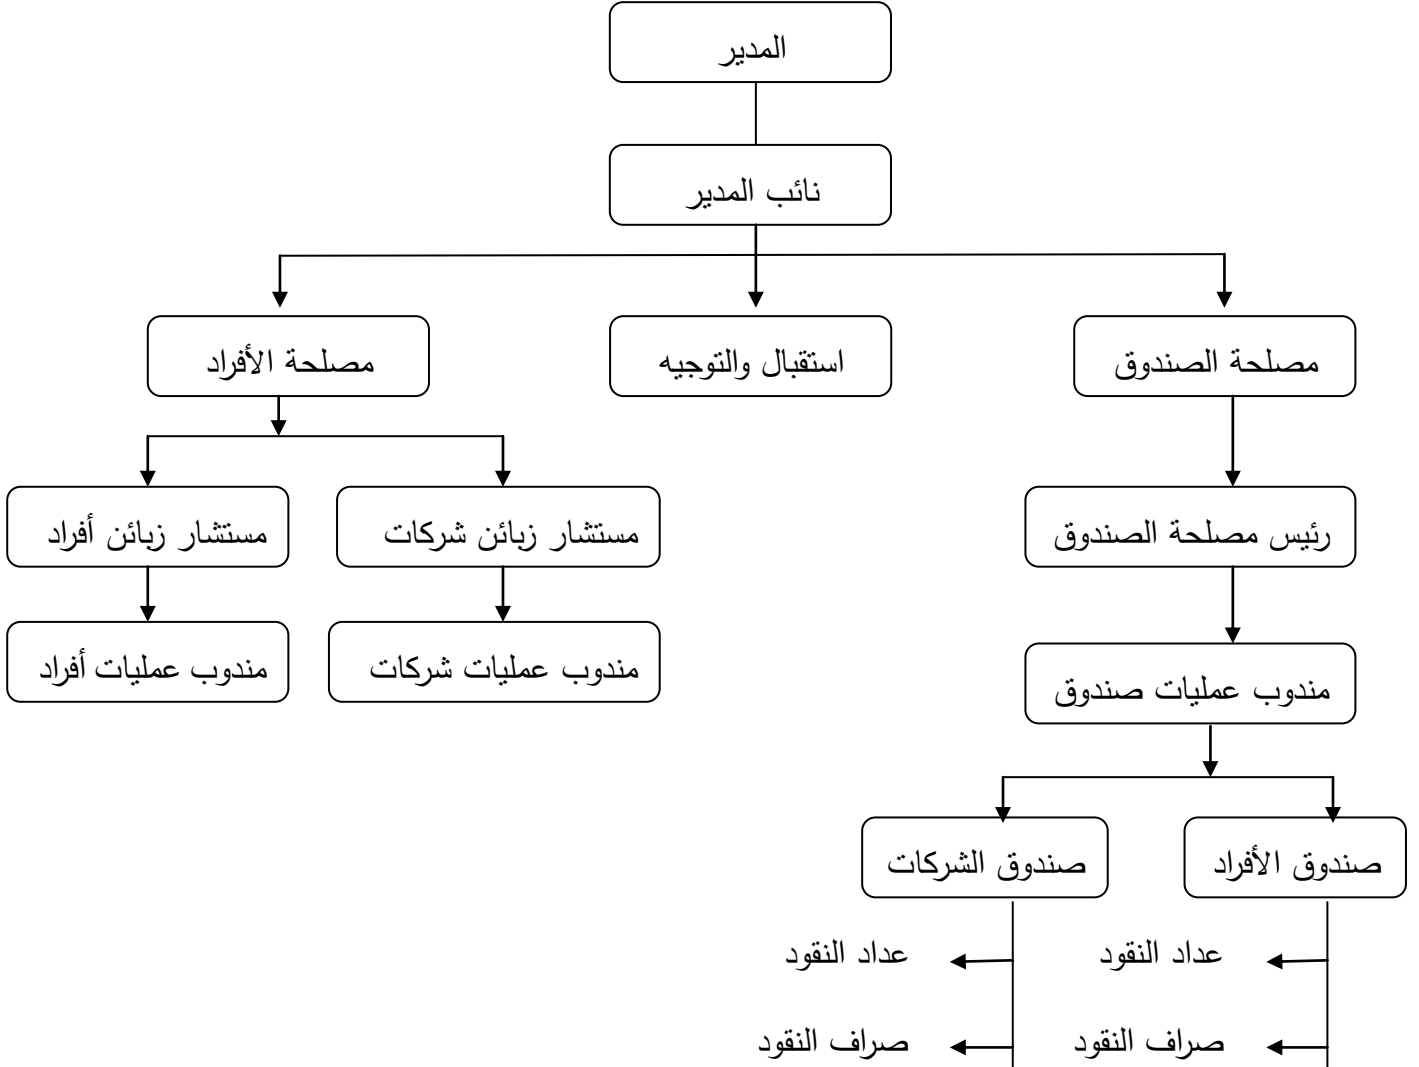 المدير
نائب المدير
مصلحة الصندوق
استقبال والتوجيه
مصلحة الأفراد
رئيس مصلحة الصندوق
مستشار زبائن شركات
مستشار زبائن أفراد
مندوب عمليات صندوق
مندوب عمليات شركات
مندوب عمليات أفراد
صندوق الأفراد
صندوق الشركات
عداد النقود
عداد النقود
صراف النقود
صراف النقود